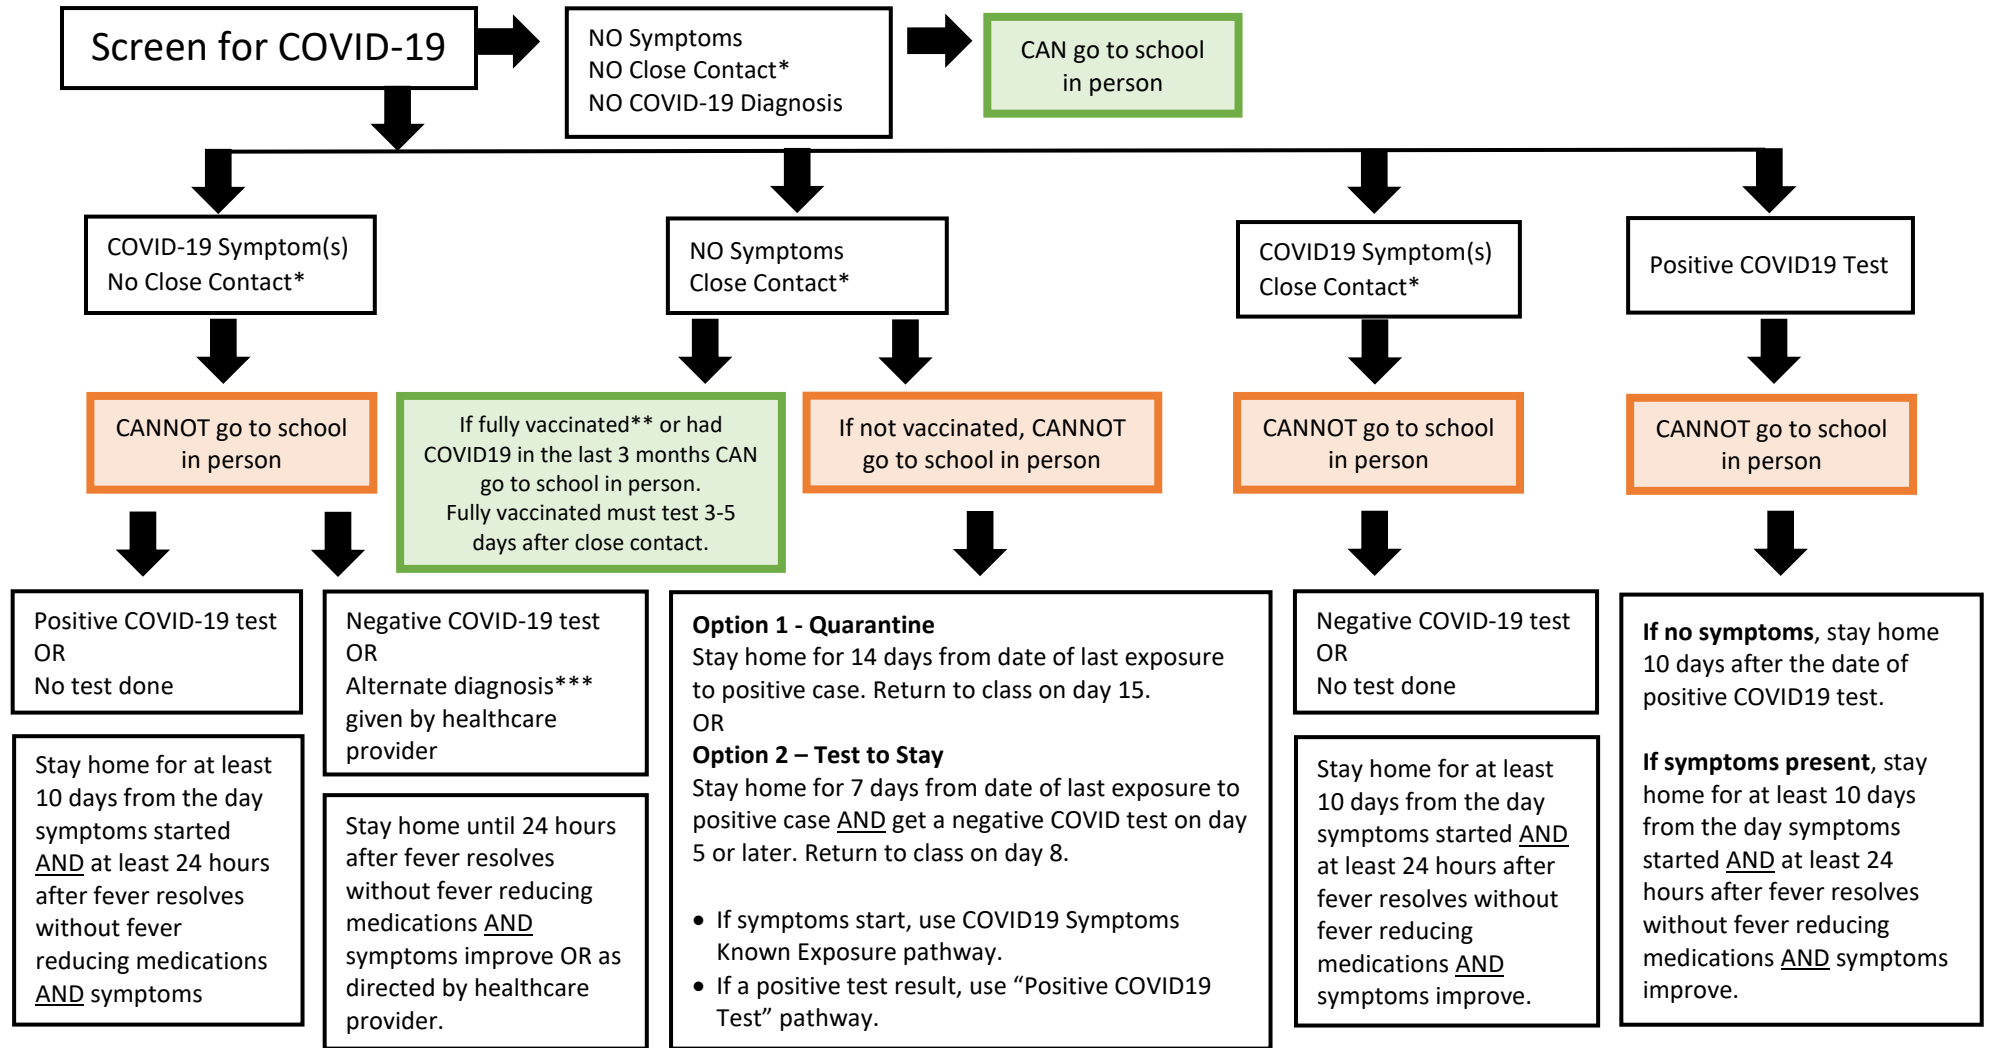 Screen for COVID-19
NO Symptoms
NO Close Contact*
NO COVID-19 Diagnosis
CAN go to school
in person
COVID-19 Symptom(s)
No Close Contact*
NO Symptoms
Close Contact*
COVID19 Symptom(s)
Close Contact*
Positive COVID19 Test
CANNOT go to school
in person
If fully vaccinated** or had
COVID19 in the last 3 months CAN
go to school in person.
Fully vaccinated must test 3-5
days after close contact.
If not vaccinated, CANNOT
go to school in person
CANNOT go to school
in person
CANNOT go to school
in person
Positive COVID-19 test
OR
No test done
Stay home for at least
10 days from the day
symptoms started
AND at least 24 hours
after fever resolves
without fever
reducing medications
AND symptoms
Negative COVID-19 test
OR
Alternate diagnosis***
given by healthcare
provider
Stay home until 24 hours
after fever resolves
without fever reducing
medications AND
symptoms improve OR as
directed by healthcare
provider.
Option 1 - Quarantine
Stay home for 14 days from date of last exposure
to positive case. Return to class on day 15.
OR
Option 2 – Test to Stay
Stay home for 7 days from date of last exposure to
positive case AND get a negative COVID test on day
5 or later. Return to class on day 8.
• If symptoms start, use COVID19 Symptoms
Known Exposure pathway.
• If a positive test result, use “Positive COVID19
Test” pathway.
Negative COVID-19 test
OR
No test done
Stay home for at least
10 days from the day
symptoms started AND
at least 24 hours after
fever resolves without
fever reducing
medications AND
symptoms improve.
If no symptoms, stay home
10 days after the date of
positive COVID19 test.
If symptoms present, stay
home for at least 10 days
from the day symptoms
started AND at least 24
hours after fever resolves
without fever reducing
medications AND symptoms
improve.